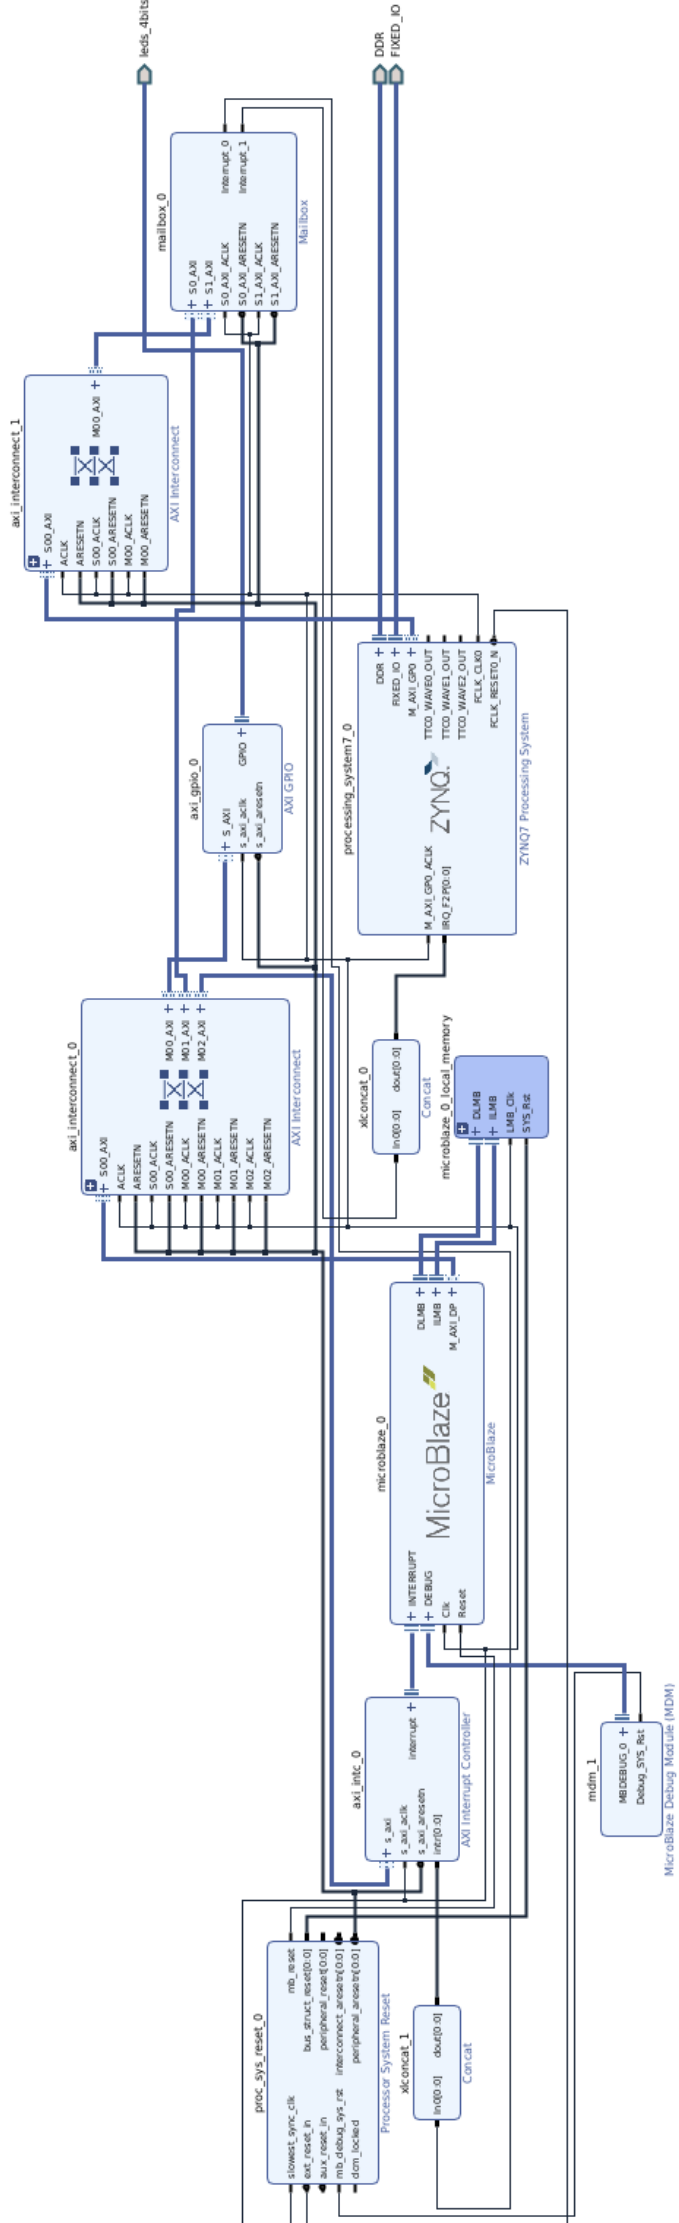 proc_sys_reset_0
slowest_sync_clk
ext_reset_in
aux_reset_in
mb_debug_sys_rst
dcm_locked
mb_reset
bus_struct_reset[0:0]
peripheral_reset[0:0]
interconnect_aresetn[0:0]
peripheral_aresetn[0:0]
Processor System Reset
xlconcat_1
In0[0:0]
dout[0:0]
Concat
axi_intc_0
s_axi
s_axi_aclk
s_axi_aresetn
intr[0:0]
interrupt
AXI Interrupt Controller
mdm_1
MBDEBUG_0
Debug_SYS_Rst
MicroBlaze Debug Module (MDM)
microblaze_0
INTERRUPT
DEBUG
Clk
Reset
MicroBlaze
DLMB
ILMB
M_AXI_DP
MicroBlaze
axi_interconnect_0
S00_AXI
ACLK
ARESETN
S00_ACLK
S00_ARESETN
M00_ACLK
M00_ARESETN
M01_ACLK
M01_ARESETN
M02_ACLK
M02_ARESETN
M00_AXI
M01_AXI
M02_AXI
AXI Interconnect
xlconcat_0
In0[0:0]
dout[0:0]
Concat
microblaze_0_local_memory
DLMB
ILMB
LMB_Clk
SYS_Rst
axi_gpio_0
S_AXI
s_axi_aclk
s_axi_aresetn
GPIO
AXI GPIO
processing_system7_0
M_AXI_GP0_ACLK
IRQ_F2P[0:0]
ZYNQ
DDR
FIXED_IO
M_AXI_GP0
TTC0_WAVE0_OUT
TTC0_WAVE1_OUT
TTC0_WAVE2_OUT
FCLK_CLK0
FCLK_RESET0_N
ZYNQ7 Processing System
axi_interconnect_1
S00_AXI
ACLK
ARESETN
S00_ACLK
S00_ARESETN
M00_ACLK
M00_ARESETN
M00_AXI
AXI Interconnect
mailbox_0
S0_AXI
S1_AXI
S0_AXI_ACLK
S0_AXI_ARESETN
S1_AXI_ACLK
S1_AXI_ARESETN
Interrupt_0
Interrupt_1
Mailbox
leds_4bits
DDR
FIXED_IO